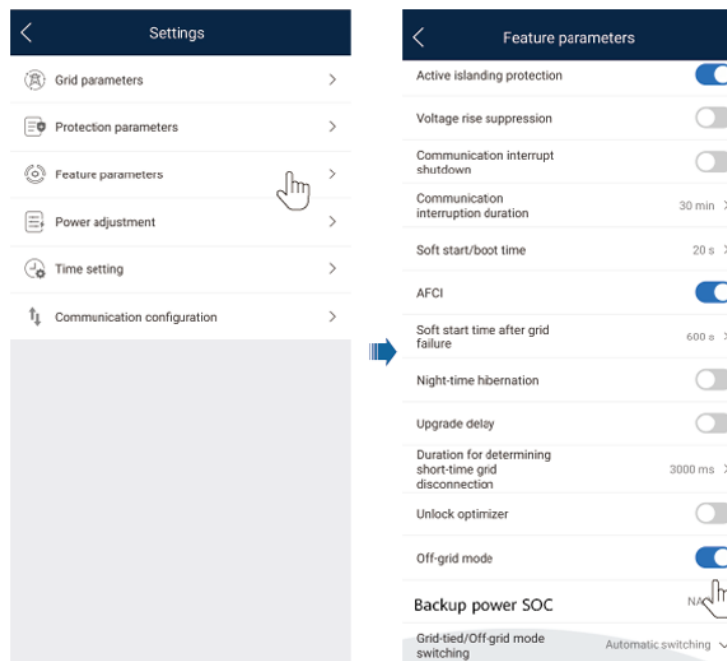 Settings
Grid parameters
Protection parameters
Feature parameters
Power adjustment
Time setting
Communication configuration
Feature parameters
Active islanding protection
Voltage rise suppression
Communication interrupt
shutdown
Communication
interruption duration
30 min
Soft start/boot time
20 s
AFCI
Soft start time after grid
failure
600 s
Night-time hibernation
Upgrade delay
Duration for determining
short-time grid
disconnection
3000 ms
Unlock optimizer
Off-grid mode
Backup power SOC
NA
Grid-tied/Off-grid mode
switching
Automatic switching